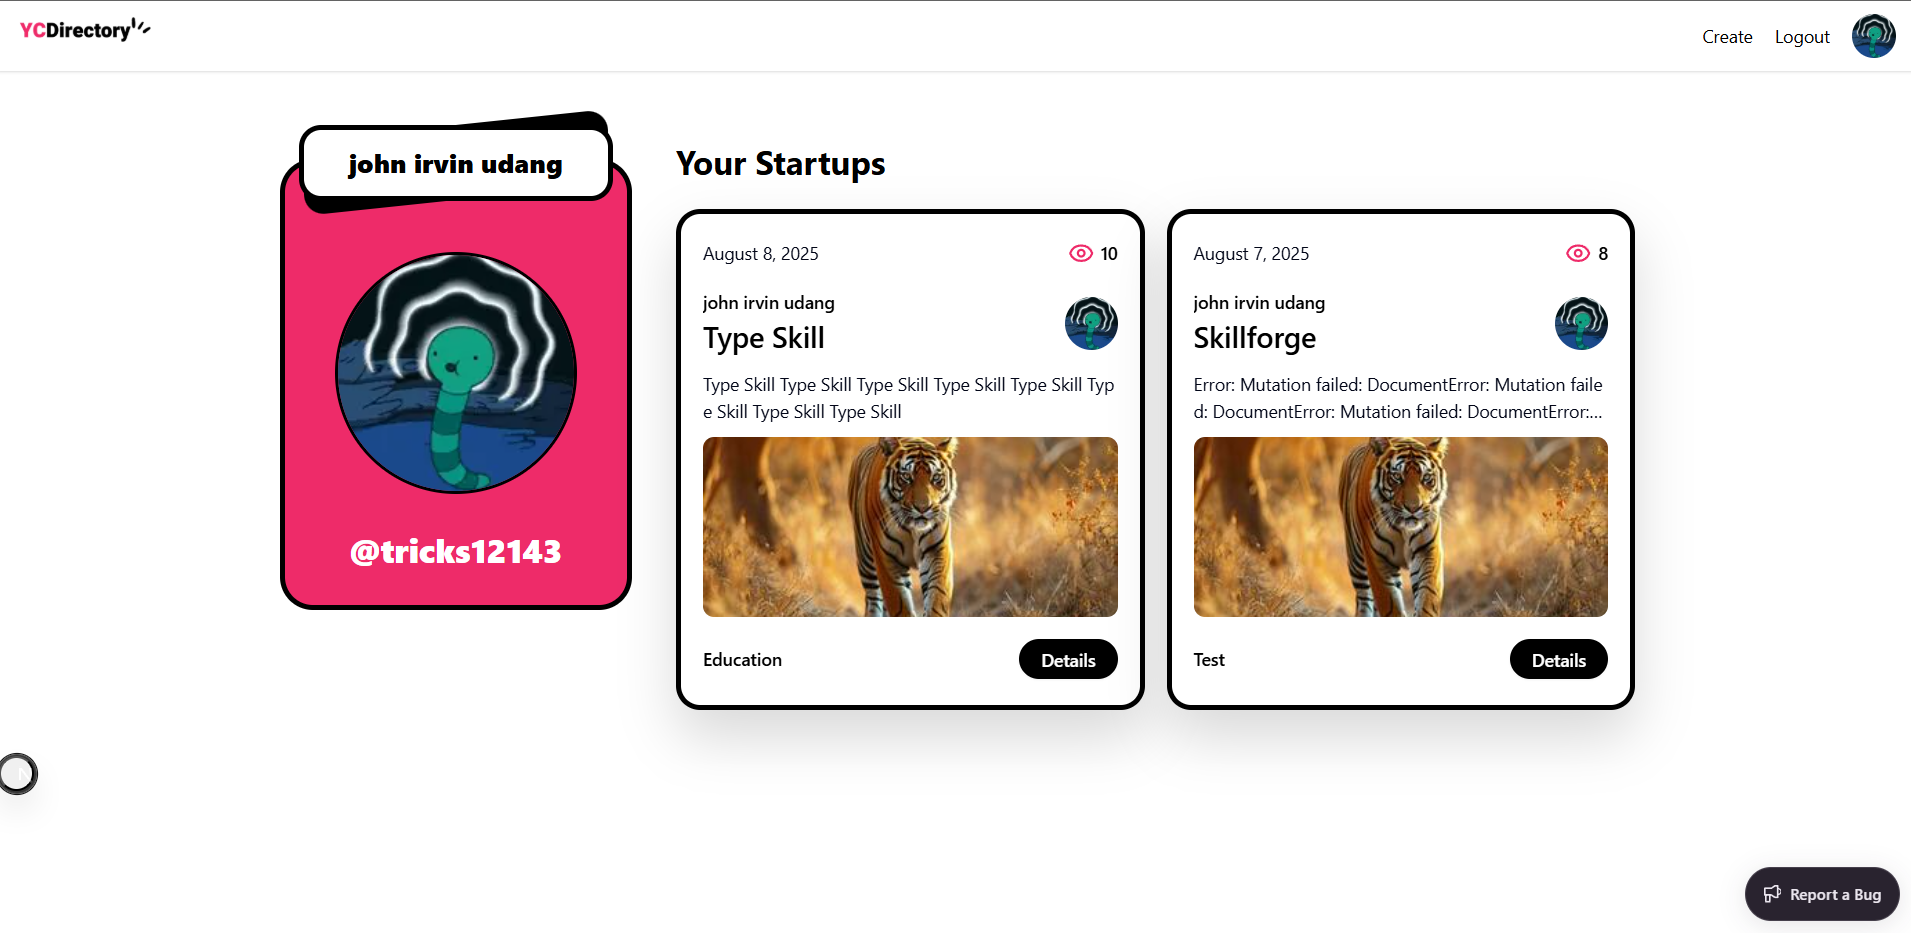 YCDirectory
Create
Logout
john irvin udang
@tricks12143
Your Startups
August 8, 2025
10
john irvin udang
Type Skill
Type Skill Type Skill Type Skill Type Skill Type Skill Typ
e Skill Type Skill Type Skill
Education
Details
August 7, 2025
8
john irvin udang
Skillforge
Error: Mutation failed: DocumentError: Mutation faile
d: DocumentError: Mutation failed: DocumentError:...
Test
Details
N
Report a Bug